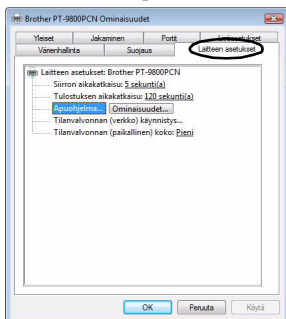 Brother PT-9800PCN Ominaisuudet
Yleiset Jakaminen Portit Lisäasetukset
Värienhallinta Suojaus Laitteen asetukset
Laitteen asetukset: Brother PT-9800PCN
Siirron aikakatkaisu: 5 sekunti(a)
Tulostuksen aikakatkaisu: 120 sekunti(a)
Apuohjelma... Ominaisuudet...
Tilanvalvonnan (verkko) käynnistys...
Tilanvalvonnan (paikallinen) koko: Pieni
OK Peruuta Käytä